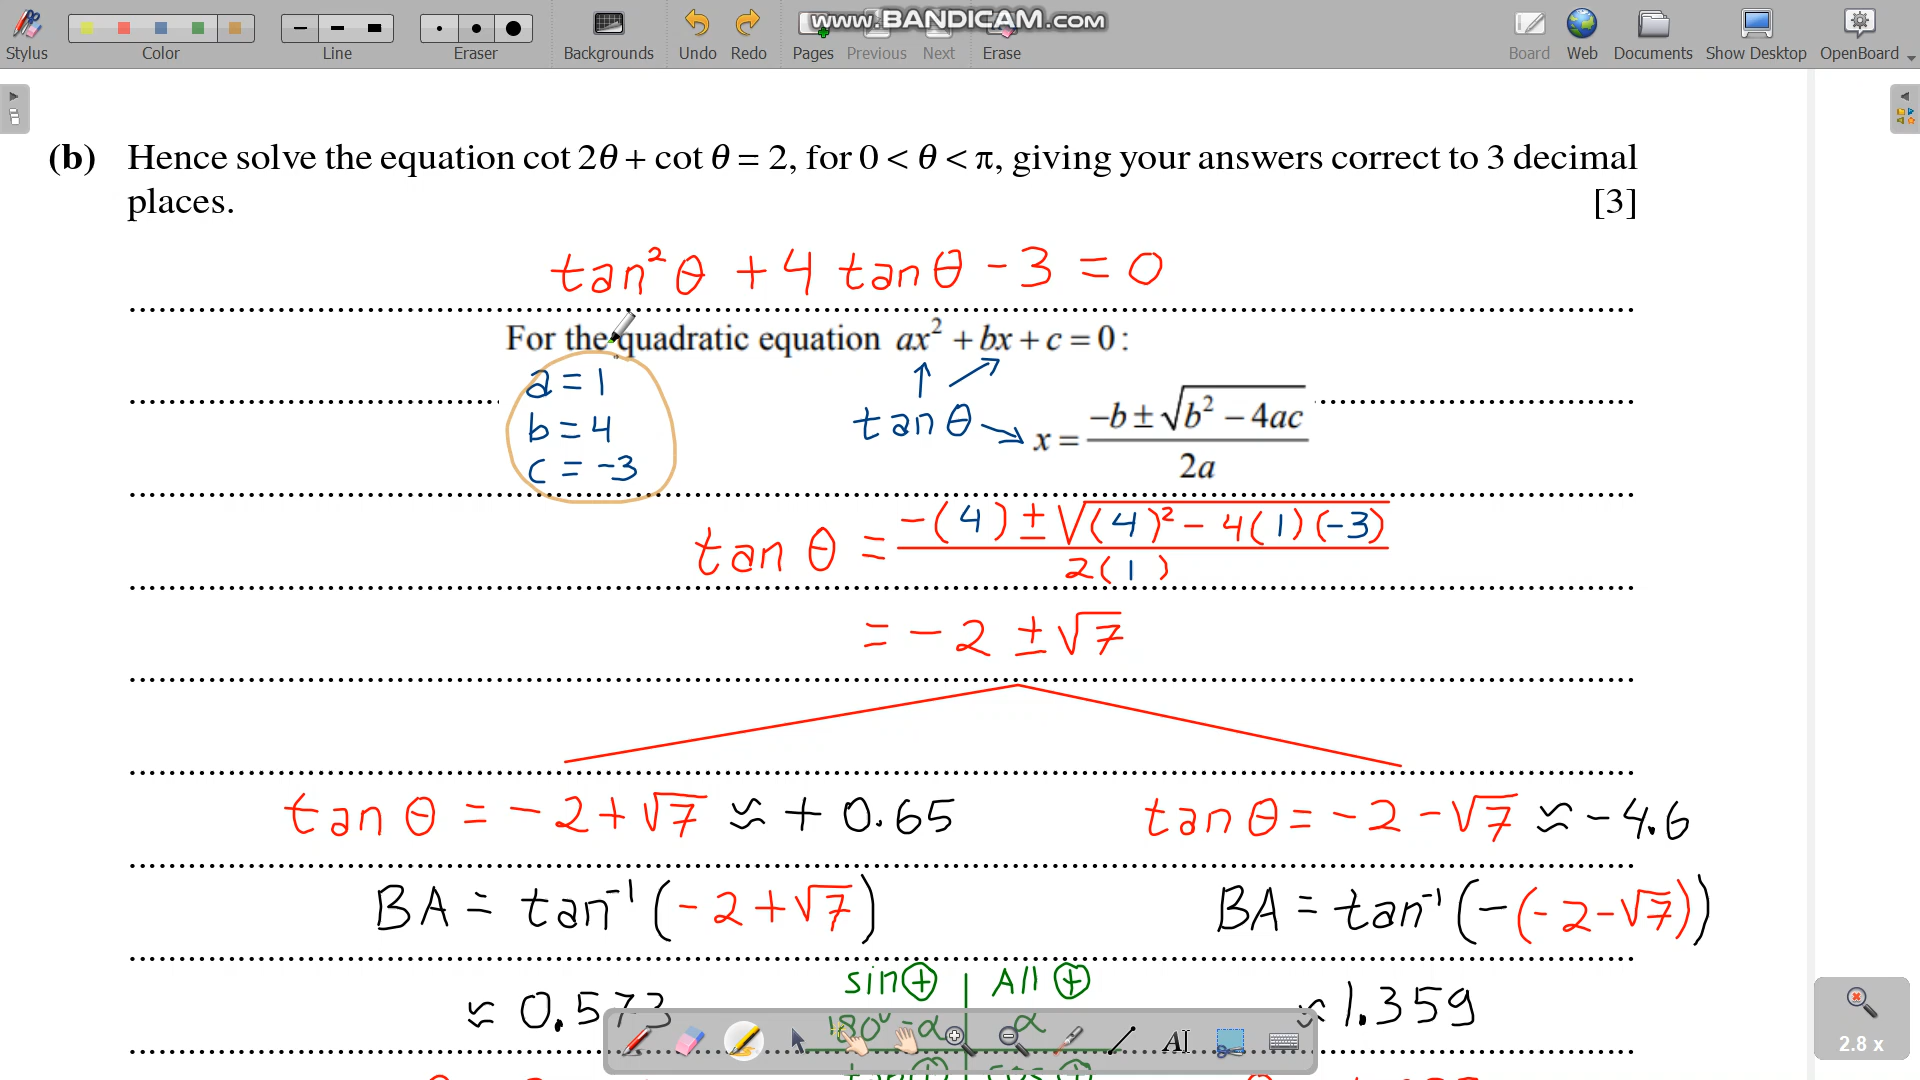 www.BANDICAM.com
Stylus Color Line Eraser Backgrounds Undo Redo Pages Previous Next Erase Board Web Documents Show Desktop OpenBoard
(b) Hence solve the equation cot 2θ + cot θ = 2, for 0 < θ < π, giving your answers correct to 3 decimal
places. [3]
tan²θ + 4 tanθ - 3 = 0
For the quadratic equation ax² + bx + c = 0:
a = 1
b = 4
c = -3
tan θ
x = (-b ± √(b² - 4ac)) / 2a
tan θ = (-(4) ± √((4)² - 4(1)(-3))) / 2(1)
= -2 ± √7
tan θ = -2 + √7 ≈ + 0.65
tan θ = -2 - √7 ≈ -4.6
BA = tan⁻¹(-2 + √7)
BA = tan⁻¹(-(-2 - √7))
≈ 0.573
sin ⊕ All ⊕
≈ 1.359
180° - α α
2.8 x